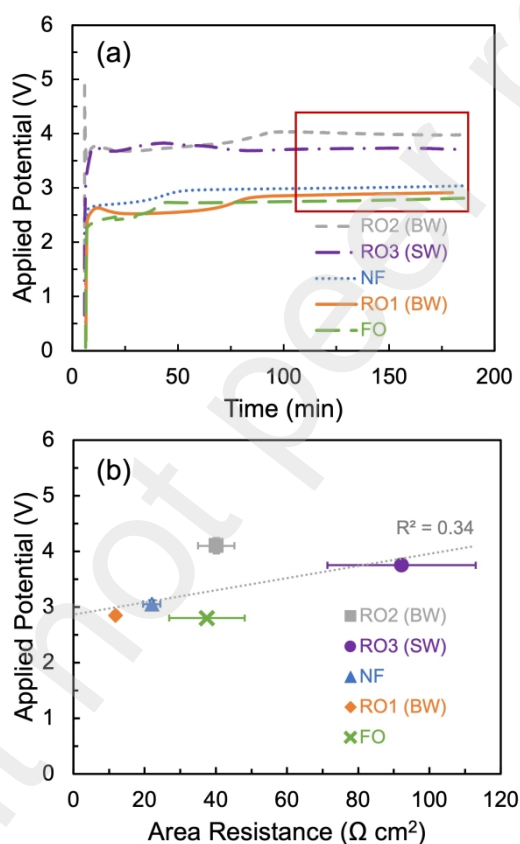 (a)
Applied Potential (V)
6
5
4
3
2
1
0
0 50 100 150 200
Time (min)
RO2 (BW)
RO3 (SW)
NF
RO1 (BW)
FO
(b)
Applied Potential (V)
6
5
4
3
2
1
0
0 20 40 60 80 100 120
Area Resistance (Ω cm²)
R² = 0.34
RO2 (BW)
RO3 (SW)
NF
RO1 (BW)
FO
not peer r